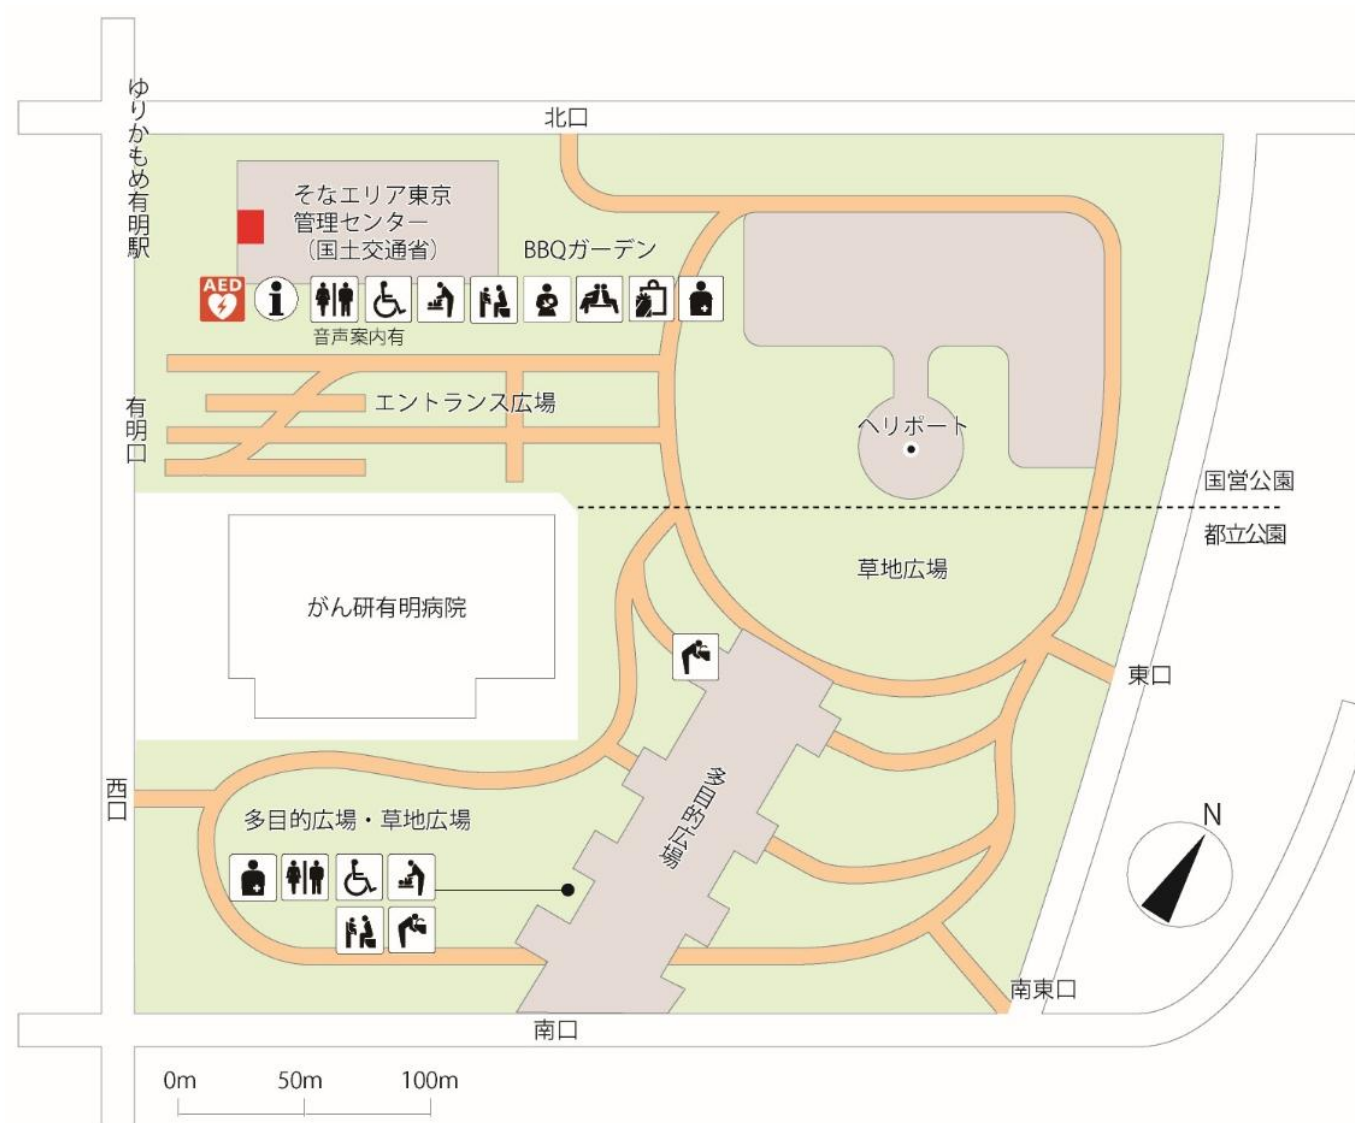 ゆりかもめ有明駅
北口
そなエリア東京
管理センター
（国土交通省）
BBQガーデン
AED
i
音声案内有
エントランス広場
有明口
ヘリポート
国営公園
都立公園
草地広場
がん研有明病院
東口
西口
多目的広場・草地広場
多目的広場
N
南東口
南口
0m 50m 100m